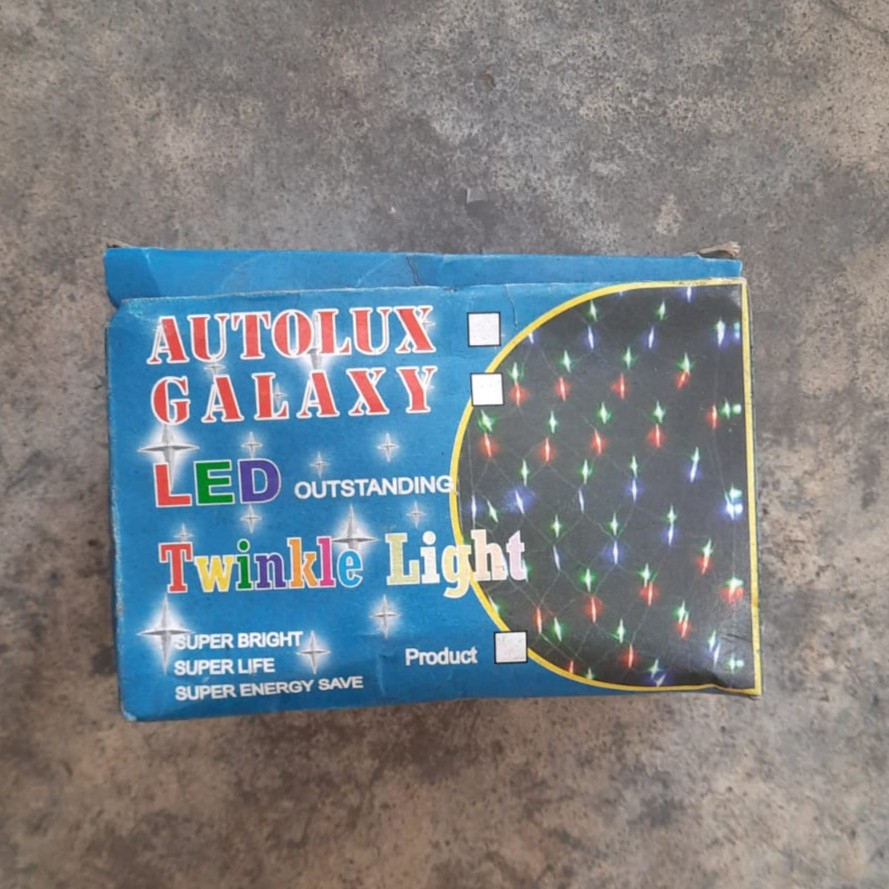 AUTOLUX
GALAXY
LED OUTSTANDING
Twinkle Light
SUPER BRIGHT
SUPER LIFE
SUPER ENERGY SAVE
Product